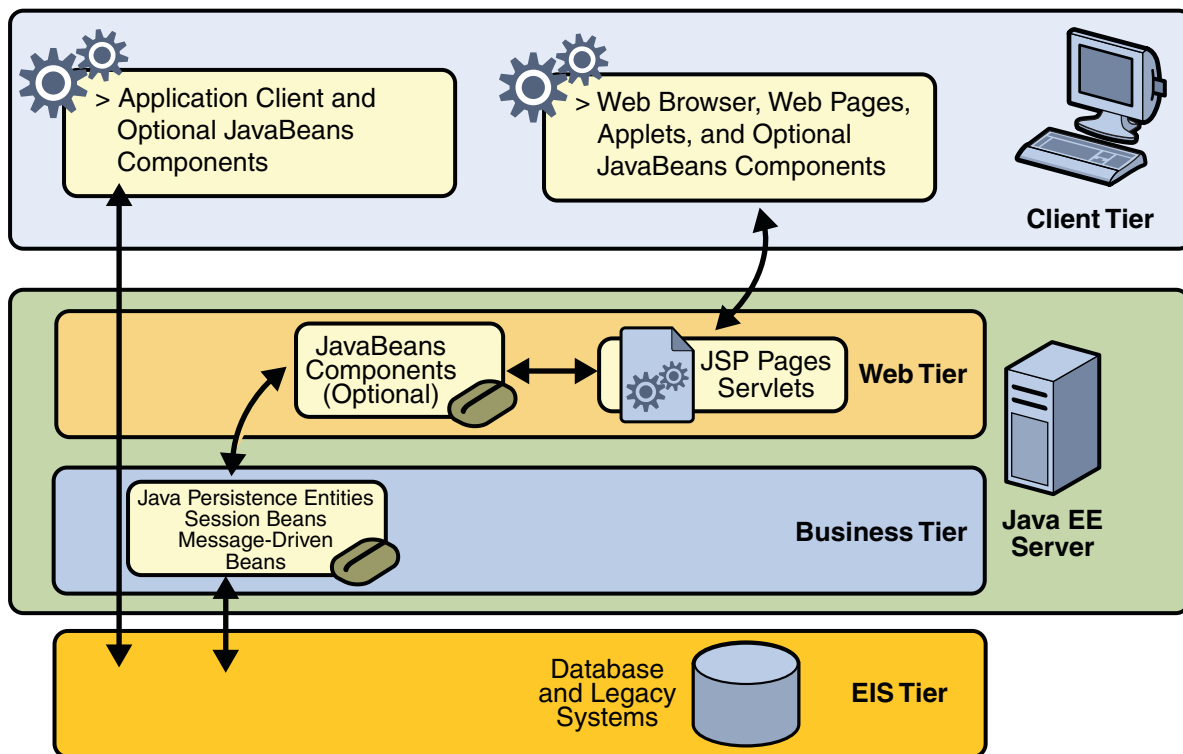 > Application Client and
Optional JavaBeans
Components
> Web Browser, Web Pages,
Applets, and Optional
JavaBeans Components
Client Tier
JavaBeans
Components
(Optional)
JSP Pages
Servlets
Web Tier
Java Persistence Entities
Session Beans
Message-Driven
Beans
Business Tier
Java EE
Server
Database
and Legacy
Systems
EIS Tier